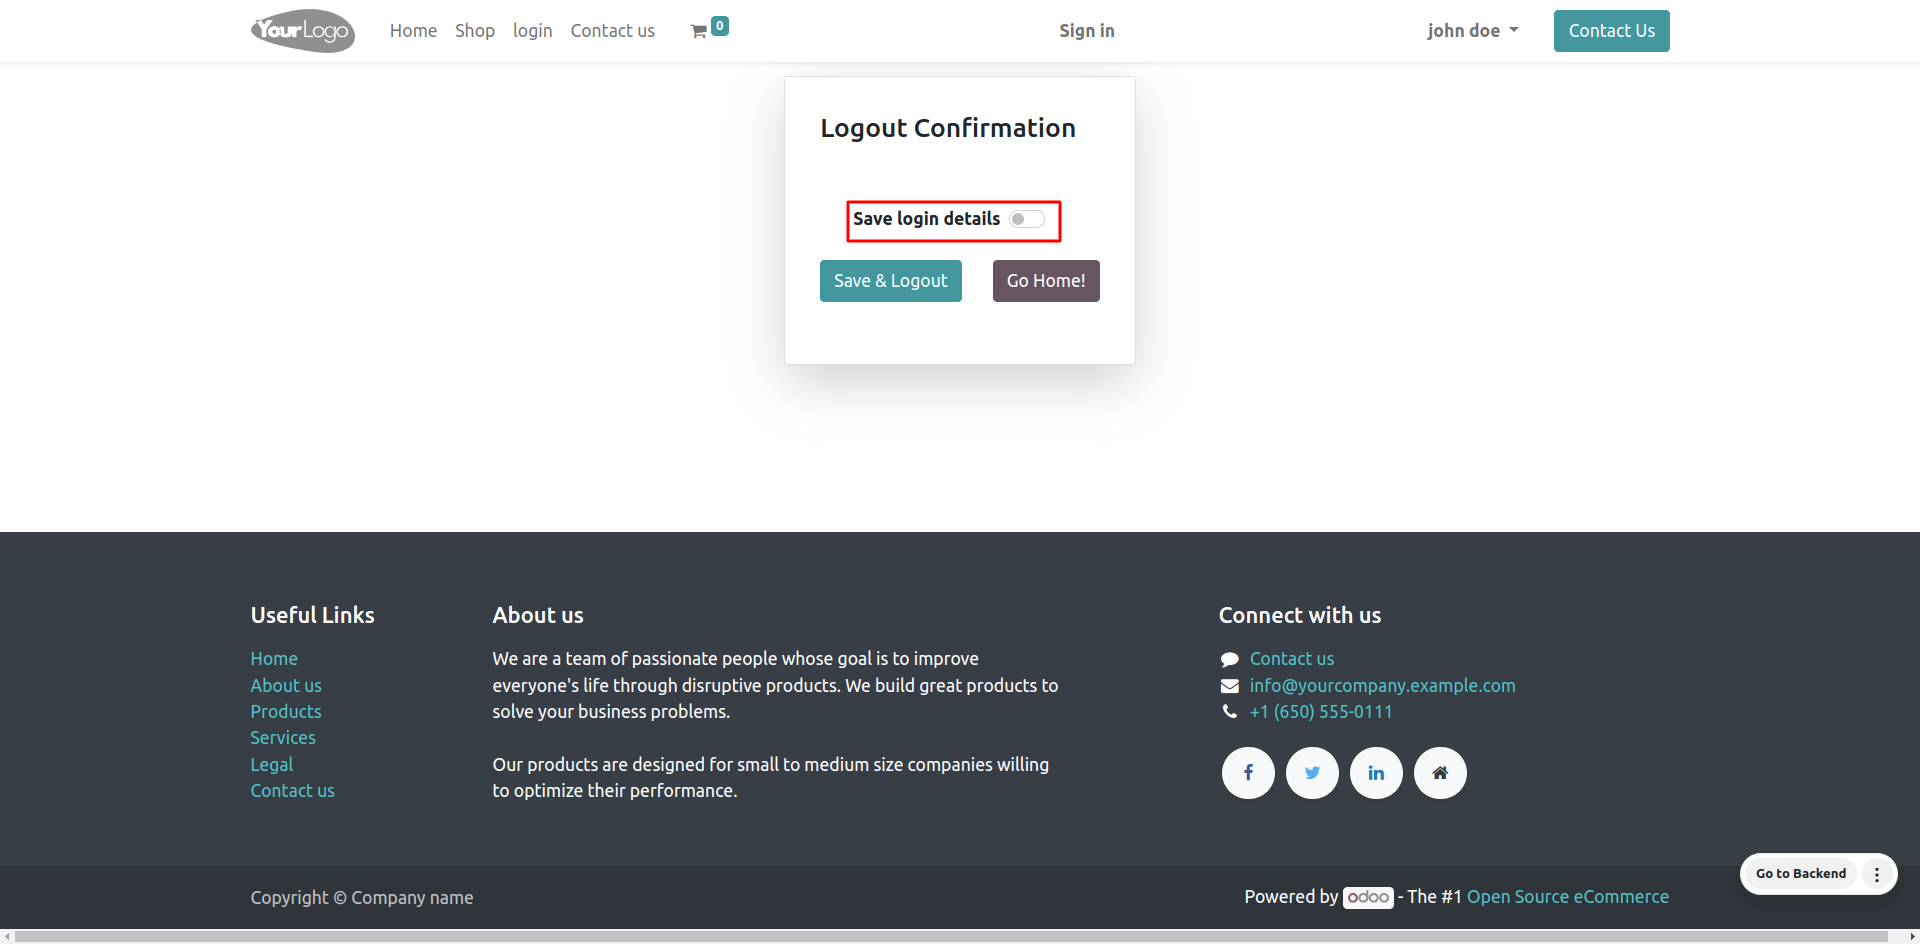 YourLogo Home Shop login Contact us 0 Sign in john doe Contact Us
Logout Confirmation
Save login details
Save & Logout Go Home!
Useful Links
Home
About us
Products
Services
Legal
Contact us
About us
We are a team of passionate people whose goal is to improve
everyone's life through disruptive products. We build great products to
solve your business problems.
Our products are designed for small to medium size companies willing
to optimize their performance.
Connect with us
Contact us
info@yourcompany.example.com
+1 (650) 555-0111
Go to Backend
Copyright © Company name
Powered by odoo - The #1 Open Source eCommerce